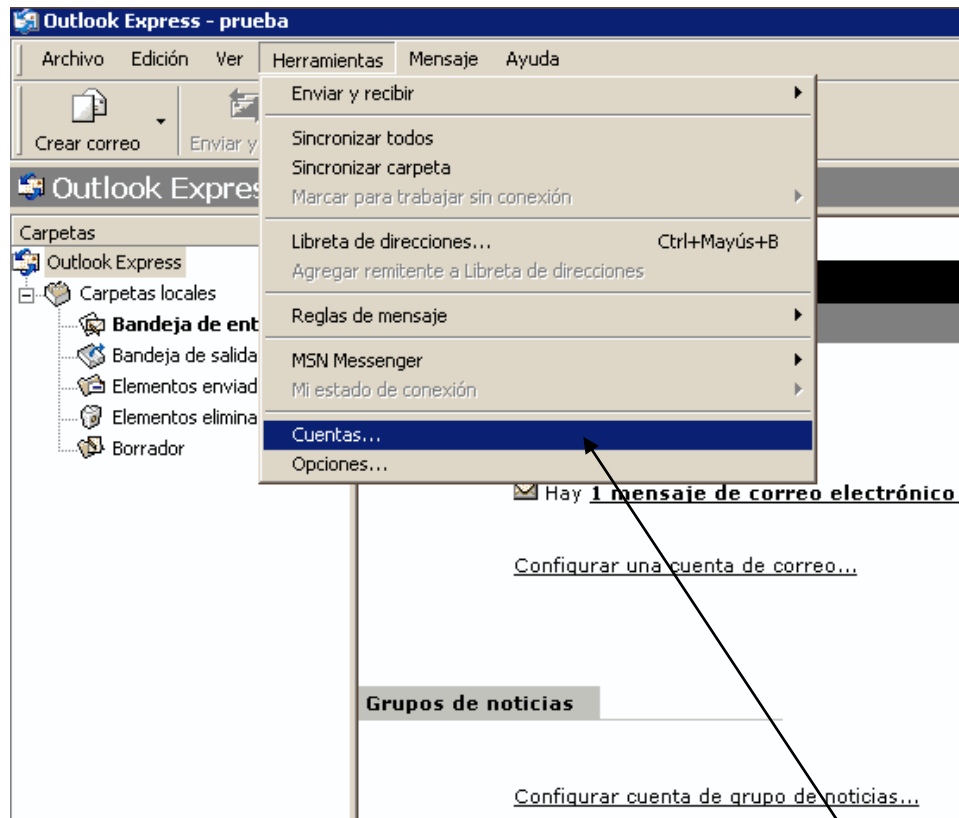 Outlook Express - prueba
Archivo Edición Ver Herramientas Mensaje Ayuda
Crear correo Enviar y
Outlook Expres
Enviar y recibir
Sincronizar todos
Sincronizar carpeta
Marcar para trabajar sin conexión
Libreta de direcciones... Ctrl+Mayús+B
Agregar remitente a Libreta de direcciones
Reglas de mensaje
MSN Messenger
Mi estado de conexión
Cuentas...
Opciones...
Carpetas
Outlook Express
Carpetas locales
Bandeja de ent
Bandeja de salida
Elementos enviad
Elementos elimina
Borrador
Hay 1 mensaje de correo electrónico
Configurar una cuenta de correo...
Grupos de noticias
Configurar cuenta de grupo de noticias...